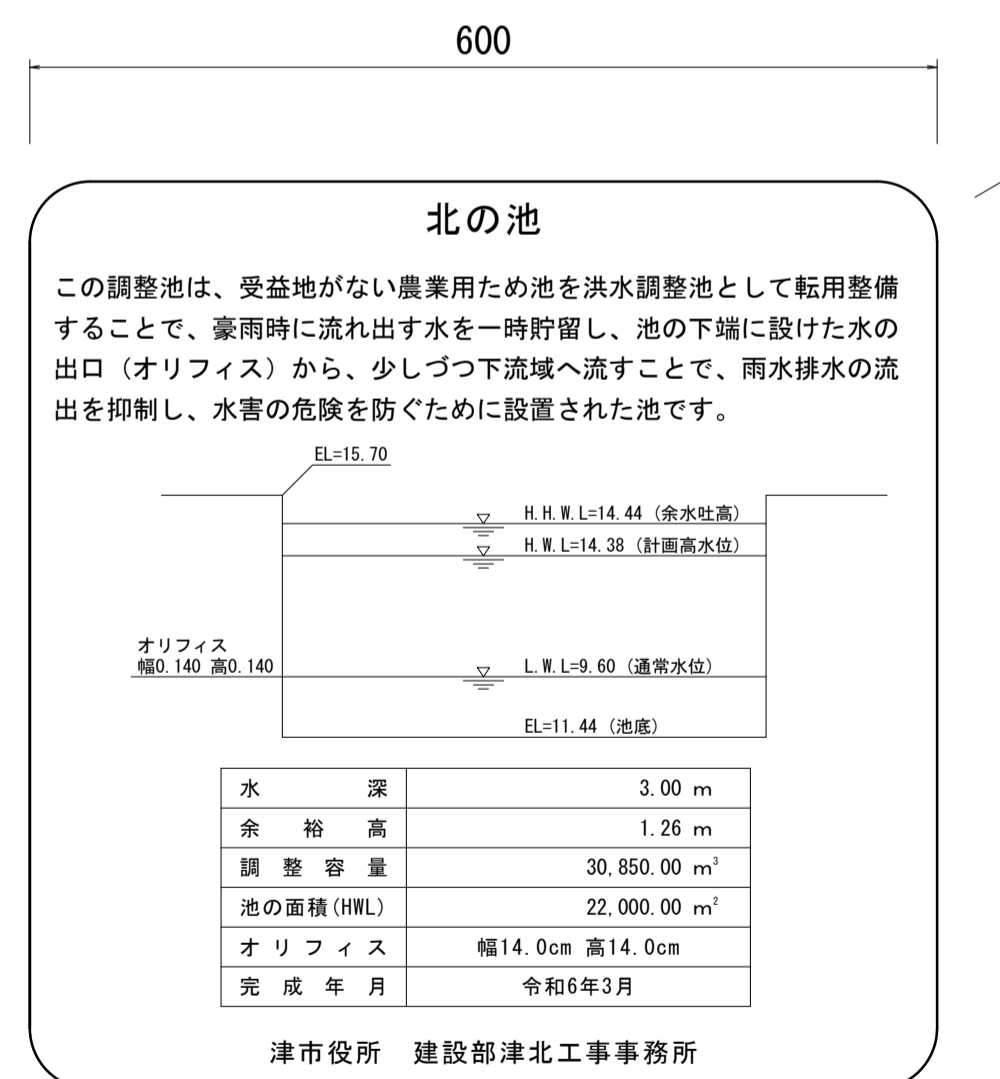 600
北の池
この調整池は、受益地がない農業用ため池を洪水調整池として転用整備
することで、豪雨時に流れ出す水を一時貯留し、池の下端に設けた水の
出口（オリフィス）から、少しづつ下流域へ流すことで、雨水排水の流
出を抑制し、水害の危険を防ぐために設置された池です。
EL=15.70
H.H.W.L=14.44（余水吐高）
H.W.L=14.38（計画高水位）
オリフィス
幅0.140 高0.140
L.W.L=9.60（通常水位）
EL=11.44（池底）
水深 3.00 m
余裕高 1.26 m
調整容量 30,850.00 m³
池の面積(HWL) 22,000.00 m²
オリフィス 幅14.0cm 高14.0cm
完成年月 令和6年3月
津市役所　建設部津北工事事務所